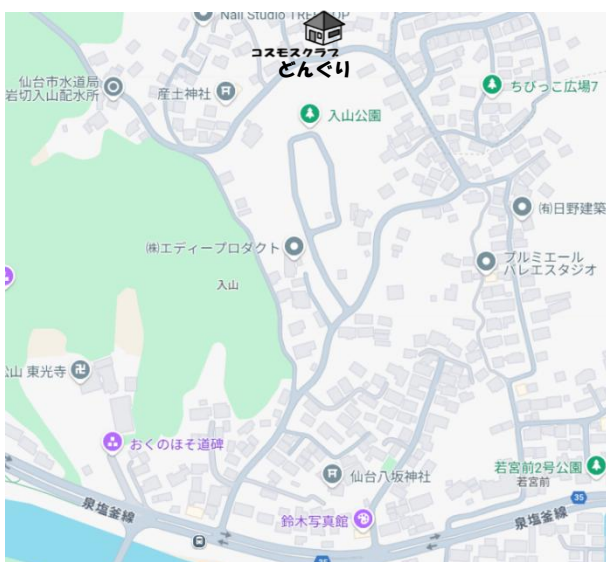 Nail Studio TREETOP
コスモスクラブ
どんぐり
仙台市水道局
岩切入山配水所
産土神社
入山公園
ちびっこ広場7
㈲日野建築
㈱エディープロダクト
プルミエール
バレエスタジオ
入山
山 東光寺
おくのほそ道碑
仙台八坂神社
若宮前2号公園
若宮前
鈴木写真館
35
泉塩釜線
泉塩釜線
35